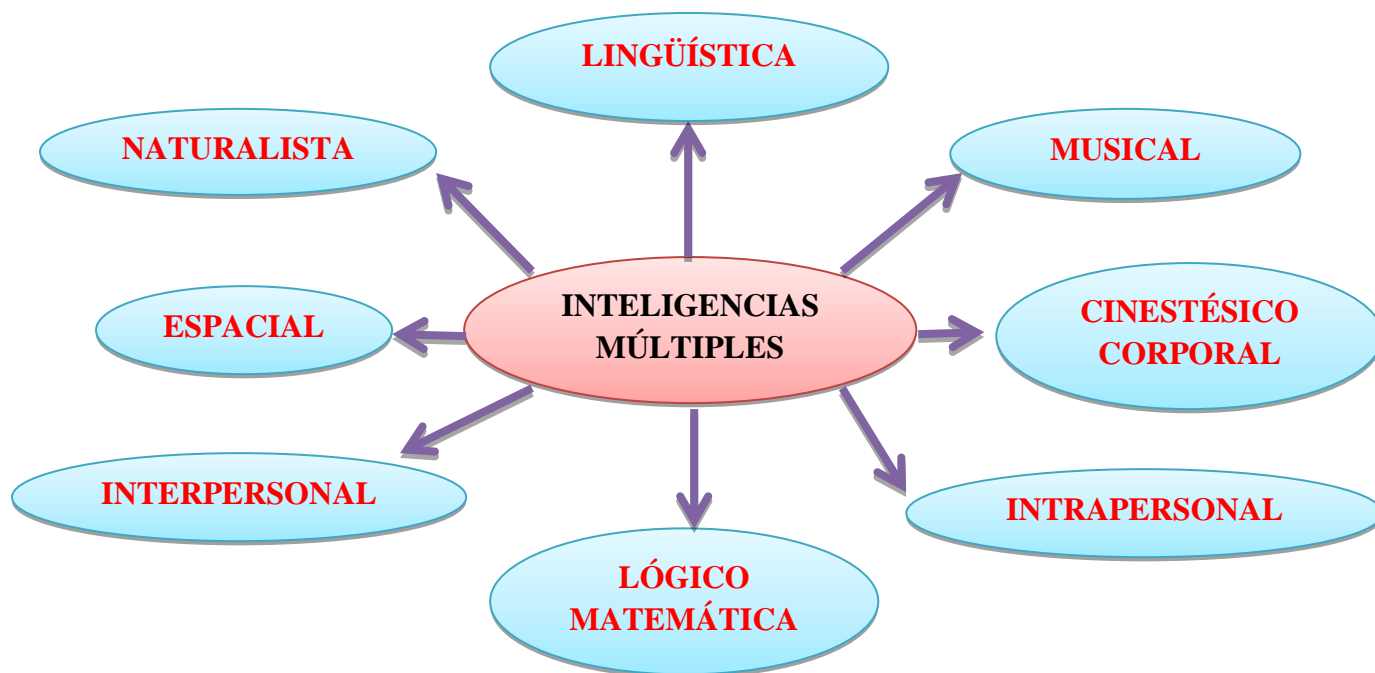 LINGÜÍSTICA
NATURALISTA
MUSICAL
INTELIGENCIAS
MÚLTIPLES
ESPACIAL
CINESTÉSICO
CORPORAL
INTERPERSONAL
INTRAPERSONAL
LÓGICO
MATEMÁTICA